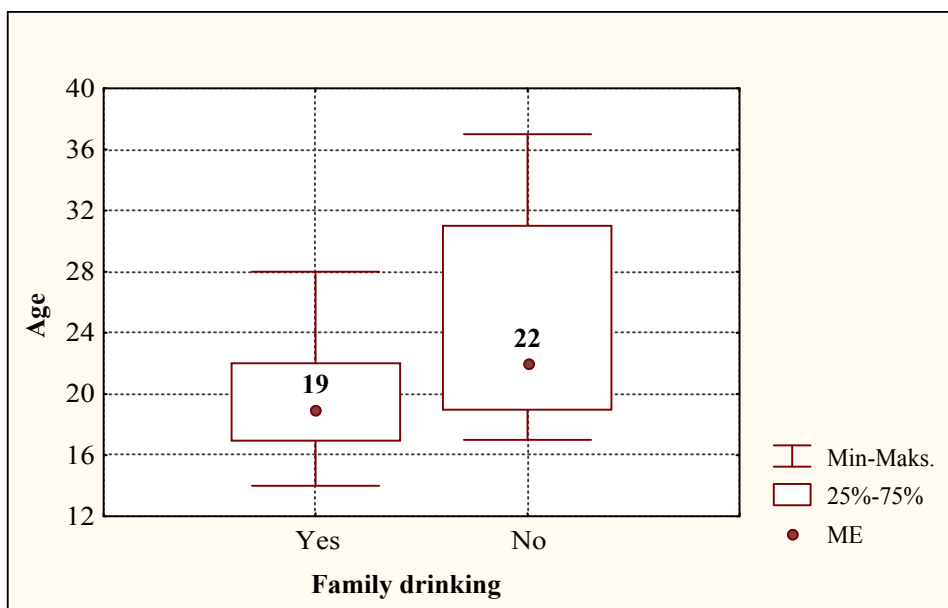 40
36
32
28
24
20
16
12
Age
19
22
Yes No
Family drinking
Min-Maks.
25%-75%
ME